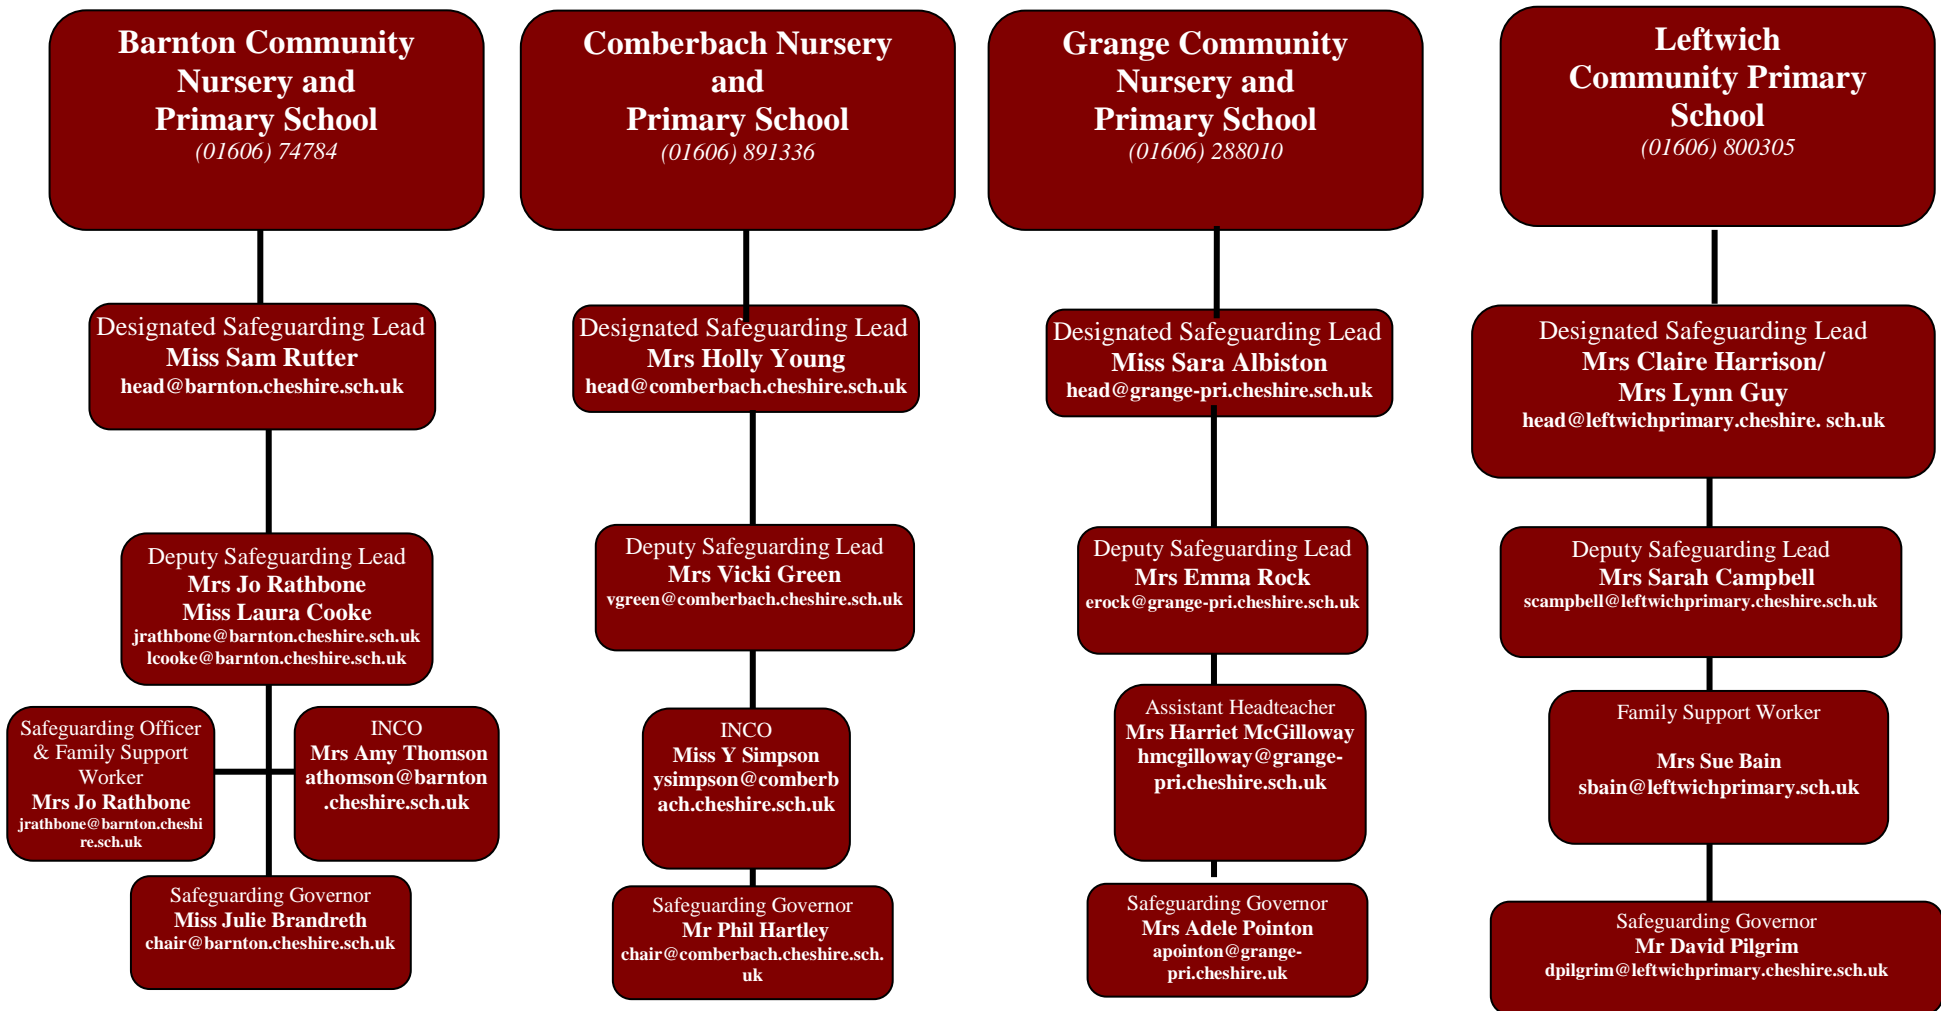 Barnton Community
Nursery and
Primary School
(01606) 74784
Designated Safeguarding Lead
Miss Sam Rutter
head@barnton.cheshire.sch.uk
Deputy Safeguarding Lead
Mrs Jo Rathbone
Miss Laura Cooke
jrathbone@barnton.cheshire.sch.uk
lcooke@barnton.cheshire.sch.uk
Safeguarding Officer
& Family Support
Worker
Mrs Jo Rathbone
jrathbone@barnton.cheshi
re.sch.uk
INCO
Mrs Amy Thomson
athomson@barnton
.cheshire.sch.uk
Safeguarding Governor
Miss Julie Brandreth
chair@barnton.cheshire.sch.uk
Comberbach Nursery
and
Primary School
(01606) 891336
Designated Safeguarding Lead
Mrs Holly Young
head@comberbach.cheshire.sch.uk
Deputy Safeguarding Lead
Mrs Vicki Green
vgreen@comberbach.cheshire.sch.uk
INCO
Miss Y Simpson
ysimpson@comberb
ach.cheshire.sch.uk
Safeguarding Governor
Mr Phil Hartley
chair@comberbach.cheshire.sch.
uk
Grange Community
Nursery and
Primary School
(01606) 288010
Designated Safeguarding Lead
Miss Sara Albiston
head@grange-pri.cheshire.sch.uk
Deputy Safeguarding Lead
Mrs Emma Rock
erock@grange-pri.cheshire.sch.uk
Assistant Headteacher
Mrs Harriet McGilloway
hmcgilloway@grange-
pri.cheshire.sch.uk
Safeguarding Governor
Mrs Adele Pointon
apointon@grange-
pri.cheshire.uk
Leftwich
Community Primary
School
(01606) 800305
Designated Safeguarding Lead
Mrs Claire Harrison/
Mrs Lynn Guy
head@leftwichprimary.cheshire. sch.uk
Deputy Safeguarding Lead
Mrs Sarah Campbell
scampbell@leftwichprimary.cheshire.sch.uk
Family Support Worker
Mrs Sue Bain
sbain@leftwichprimary.sch.uk
Safeguarding Governor
Mr David Pilgrim
dpilgrim@leftwichprimary.cheshire.sch.uk